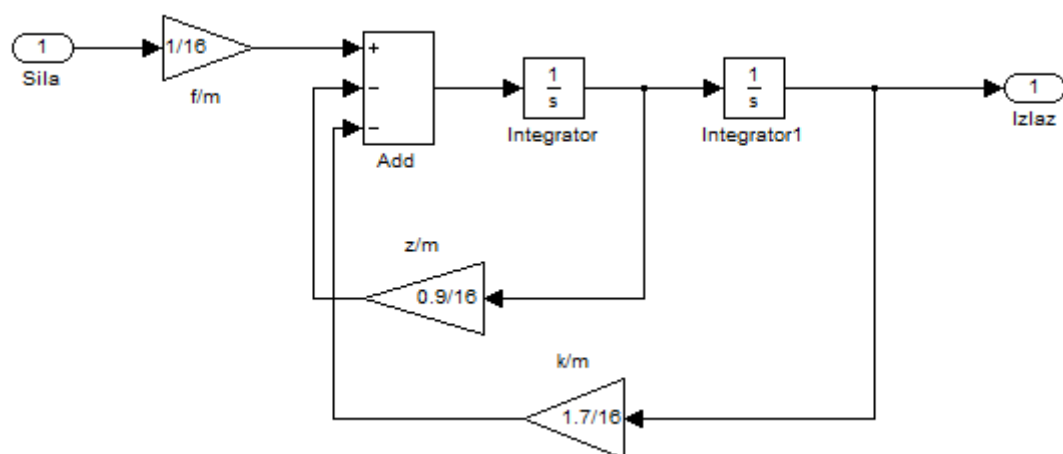 1
Sila
1/16
f/m
+
−
−
Add
1
s
Integrator
1
s
Integrator1
1
Izlaz
z/m
0.9/16
k/m
1.7/16